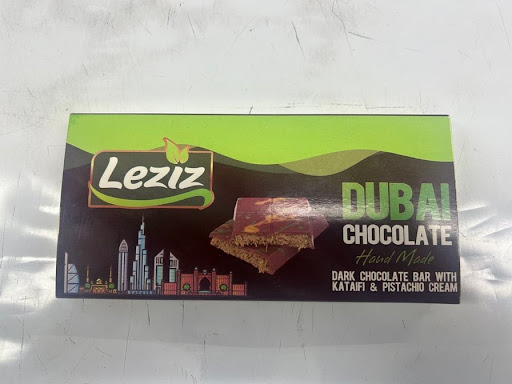 Leziz
DUBAI
CHOCOLATE
Hand Made
DARK CHOCOLATE BAR WITH
KATAIFI & PISTACHIO CREAM